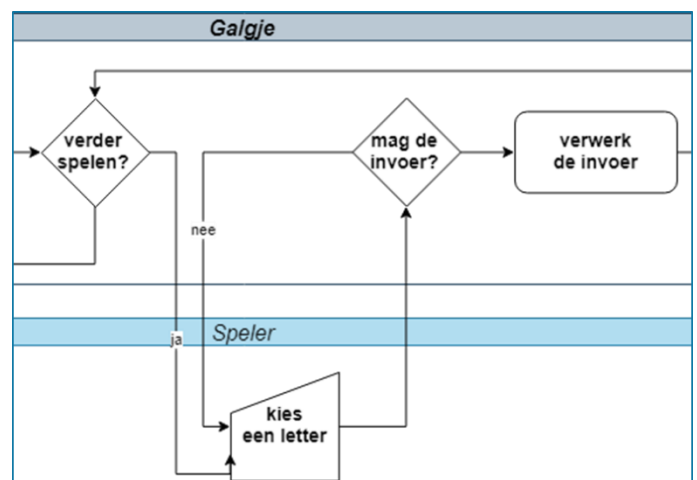 Galgje
verder
spelen?
mag de
invoer?
verwerk
de invoer
nee
ja
Speler
kies
een letter